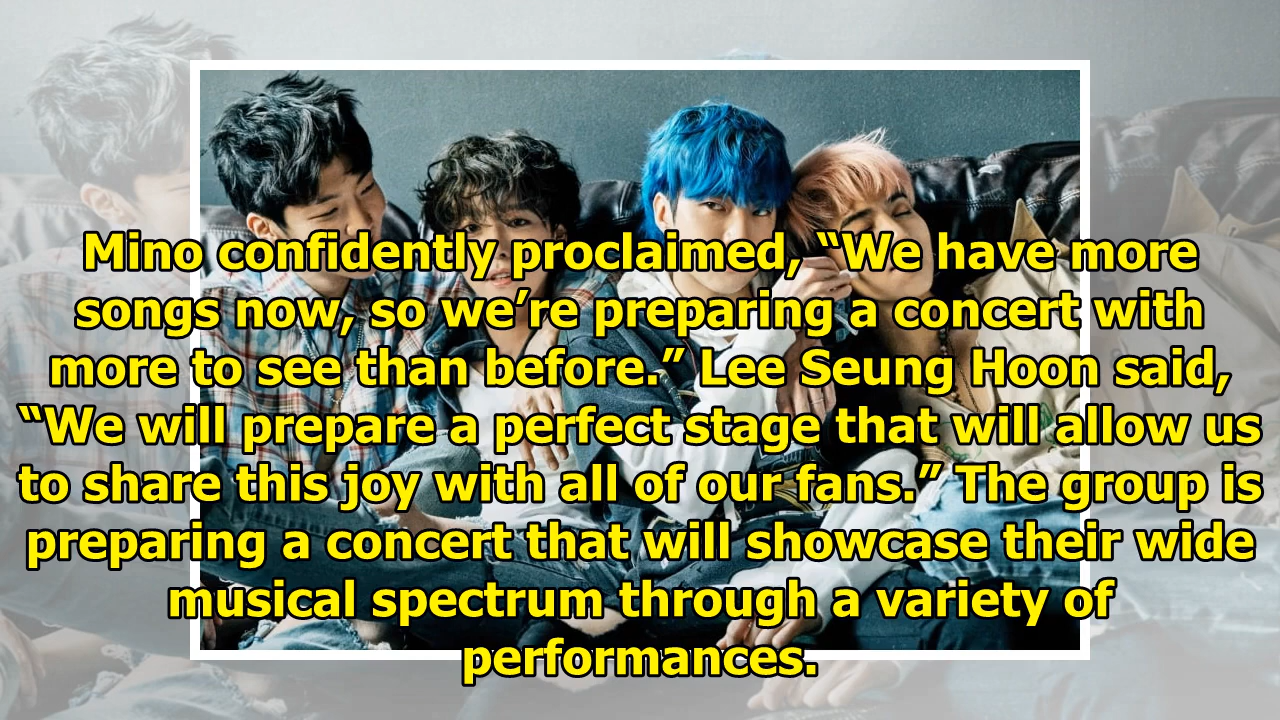 Mino confidently proclaimed, “We have more
songs now, so we’re preparing a concert with
more to see than before.” Lee Seung Hoon said,
“We will prepare a perfect stage that will allow us
to share this joy with all of our fans.” The group is
preparing a concert that will showcase their wide
musical spectrum through a variety of
performances.